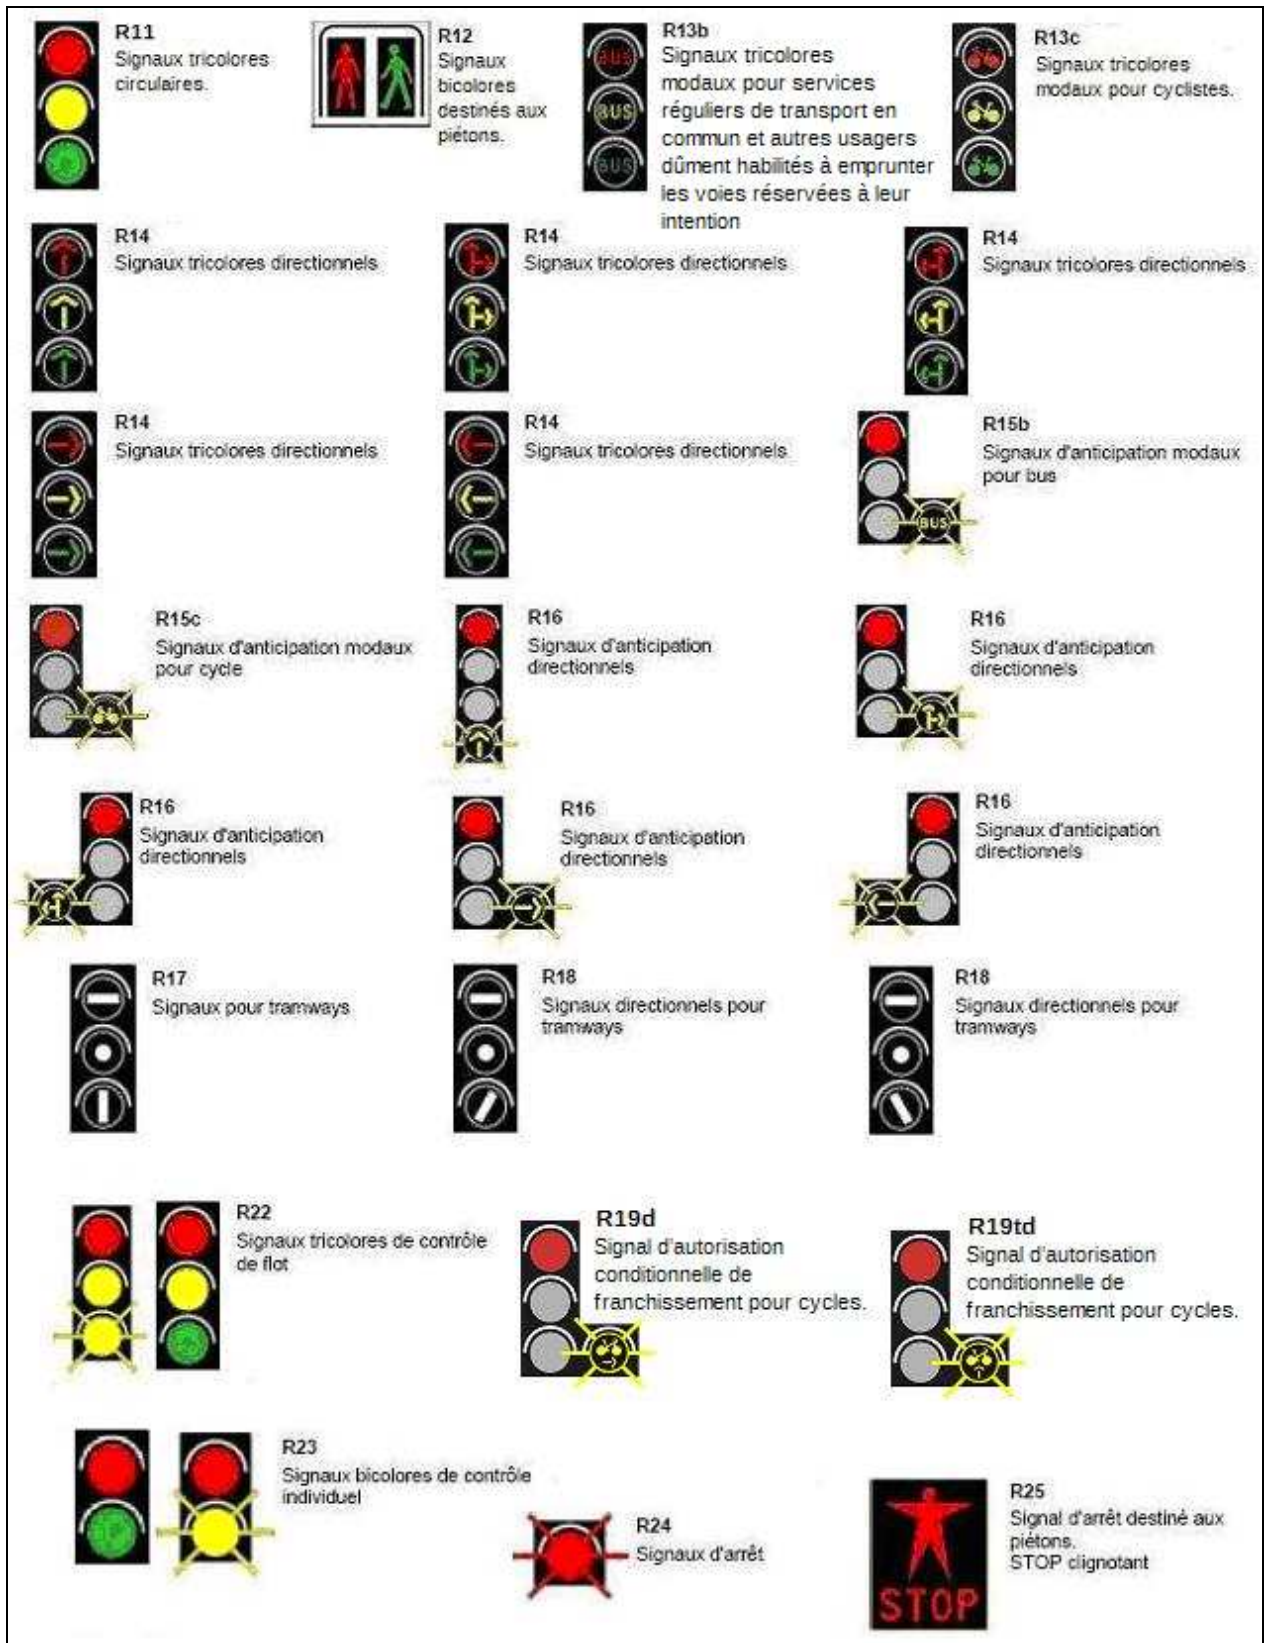 R11
Signaux tricolores
circulaires.
R12
Signaux
bicolores
destinés aux
piétons.
R13b
Signaux tricolores
modaux pour services
réguliers de transport en
commun et autres usagers
dûment habilités à emprunter
les voies réservées à leur
intention
BUS
BUS
BUS
R13c
Signaux tricolores
modaux pour cyclistes.
R14
Signaux tricolores directionnels
R14
Signaux tricolores directionnels
R14
Signaux tricolores directionnels
R14
Signaux tricolores directionnels
R14
Signaux tricolores directionnels
R15b
Signaux d'anticipation modaux
pour bus
BUS
R15c
Signaux d'anticipation modaux
pour cycle
R16
Signaux d'anticipation
directionnels
R16
Signaux d'anticipation
directionnels
R16
Signaux d'anticipation
directionnels
R16
Signaux d'anticipation
directionnels
R16
Signaux d'anticipation
directionnels
R17
Signaux pour tramways
R18
Signaux directionnels pour
tramways
R18
Signaux directionnels pour
tramways
R22
Signaux tricolores de contrôle
de flot
R19d
Signal d'autorisation
conditionnelle de
franchissement pour cycles.
R19td
Signal d'autorisation
conditionnelle de
franchissement pour cycles.
R23
Signaux bicolores de contrôle
individuel
R24
Signaux d'arrêt
R25
Signal d'arrêt destiné aux
piétons.
STOP clignotant
STOP